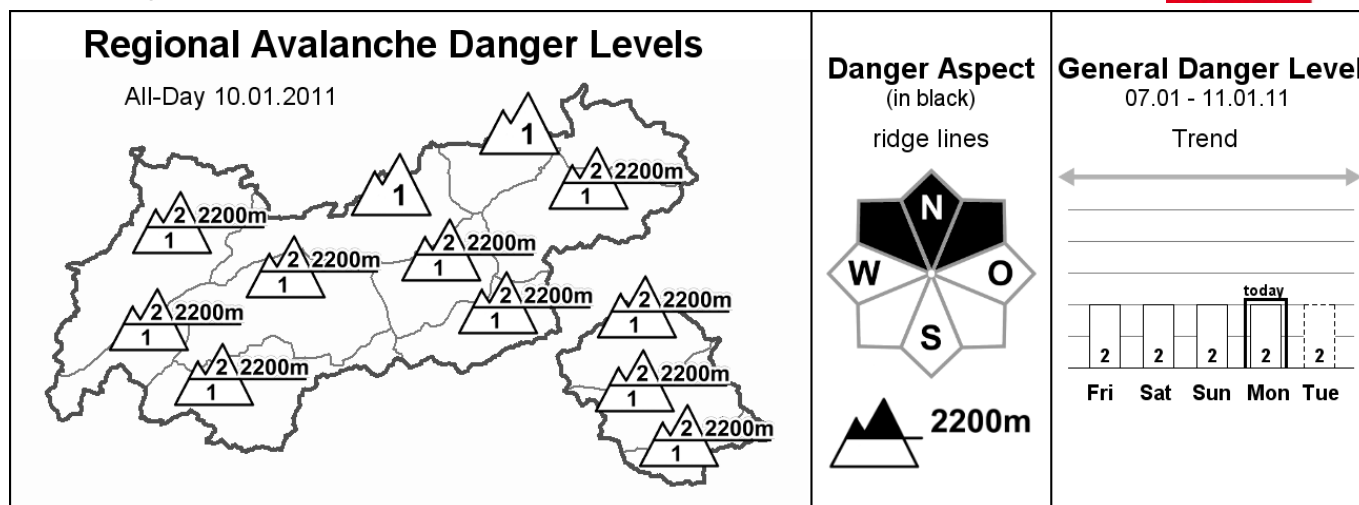 Regional Avalanche Danger Levels
All-Day 10.01.2011
1
1
2 2200m
1
2 2200m
1
2 2200m
1
2 2200m
1
2 2200m
1
2 2200m
1
2 2200m
1
2 2200m
1
2 2200m
1
2 2200m
1
Danger Aspect
(in black)
ridge lines
N
W
O
S
2200m
General Danger Level
07.01 - 11.01.11
Trend
today
2 2 2 2 2
Fri Sat Sun Mon Tue